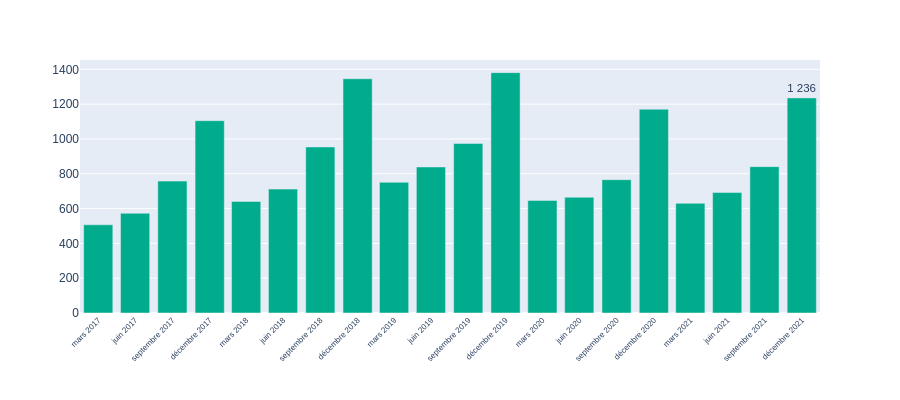 1400
1200
1000
800
600
400
200
0
1 236
mars 2017
juin 2017
septembre 2017
décembre 2017
mars 2018
juin 2018
septembre 2018
décembre 2018
mars 2019
juin 2019
septembre 2019
décembre 2019
mars 2020
juin 2020
septembre 2020
décembre 2020
mars 2021
juin 2021
septembre 2021
décembre 2021